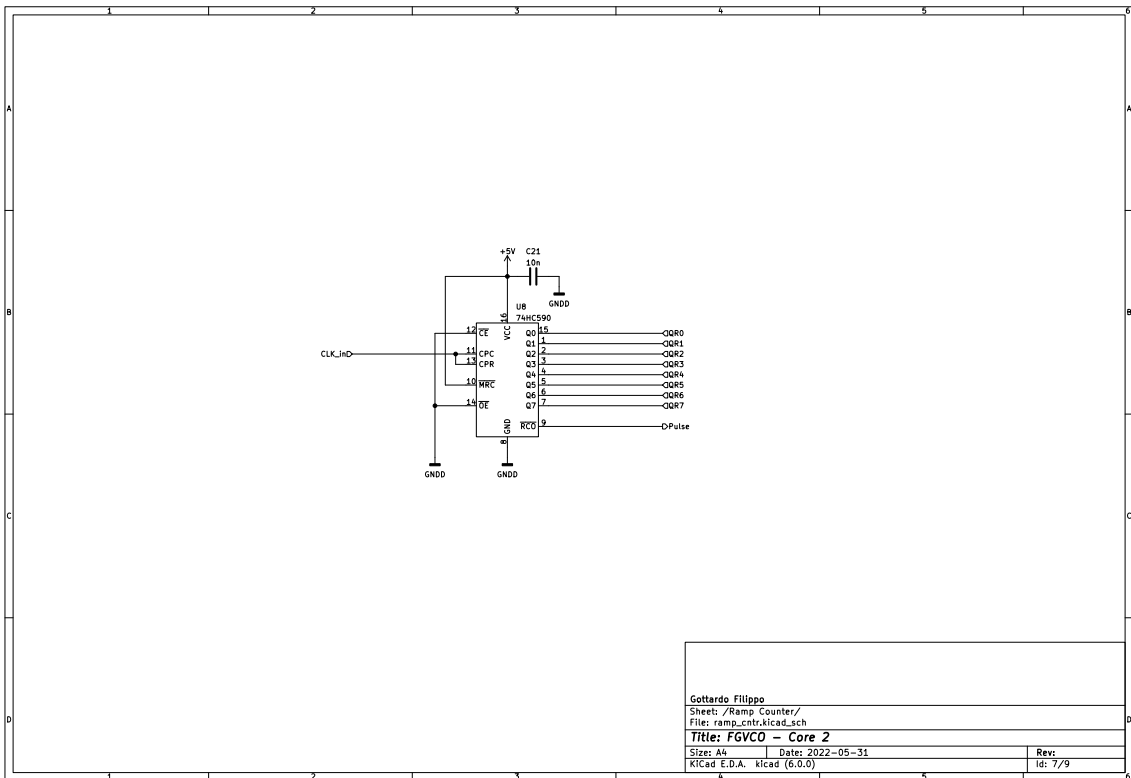 1 2 3 4 5 6
A A
+5V C21
10n
B B
GNDD
U8
74HC590
16
VCC
12 CE Q0 15 QR0
Q1 1 QR1
CLK_in 11 CPC Q2 2 QR2
13 CPR Q3 3 QR3
Q4 4 QR4
10 MRC Q5 5 QR5
Q6 6 QR6
14 OE Q7 7 QR7
GND RCO 9 Pulse
8
GNDD GNDD
C C
Gottardo Filippo
Sheet: /Ramp Counter/
File: ramp_cntr.kicad_sch
D D
Title: FGVCO – Core 2
Size: A4 Date: 2022-05-31 Rev:
KiCad E.D.A. kicad (6.0.0) Id: 7/9
1 2 3 4 5 6